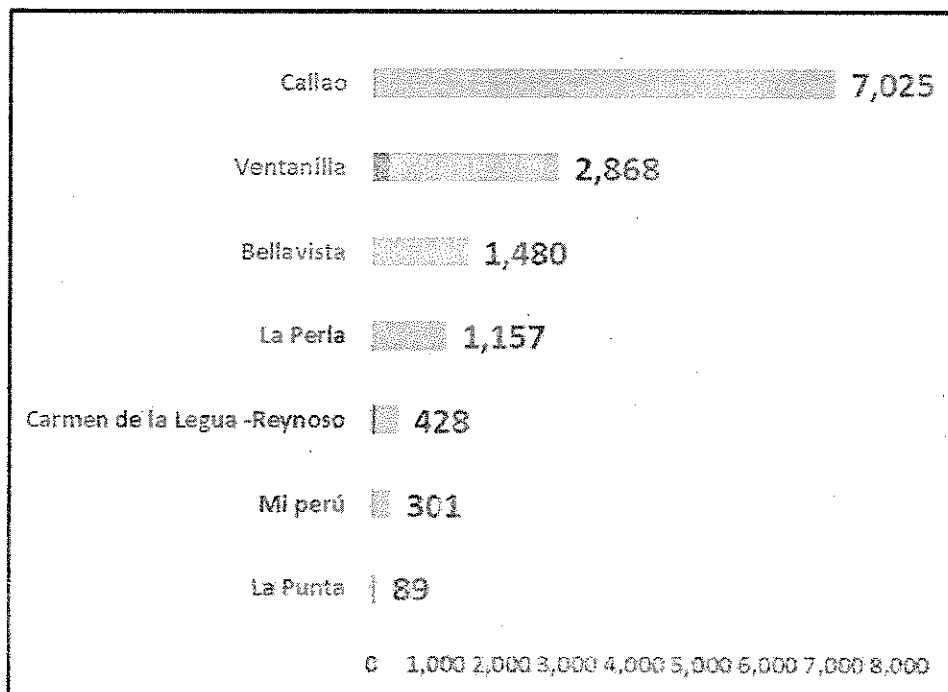 Callao 7,025
Ventanilla 2,868
Bellavista 1,480
La Perla 1,157
Carmen de la Legua -Reynoso 428
Mi perú 301
La Punta 89
0 1,000 2,000 3,000 4,000 5,000 6,000 7,000 8,000